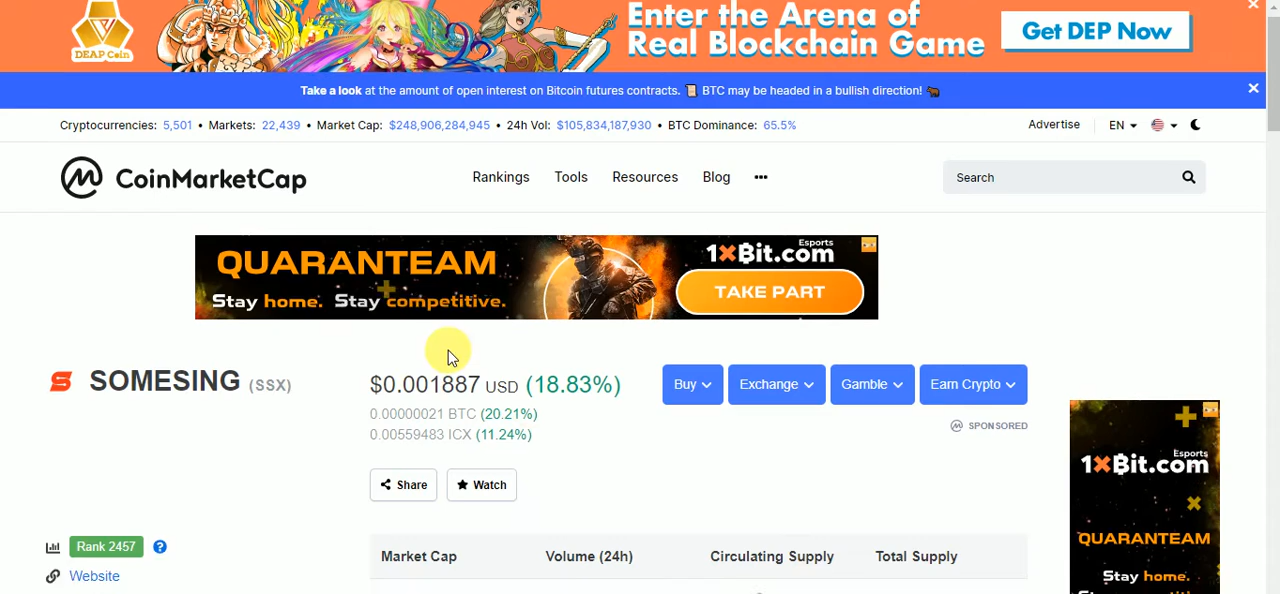 Enter the Arena of
Real Blockchain Game
Get DEP Now
DEAP Coin
Take a look at the amount of open interest on Bitcoin futures contracts. 📜 BTC may be headed in a bullish direction! 🐂
Cryptocurrencies: 5,501 • Markets: 22,439 • Market Cap: $248,906,284,945 • 24h Vol: $105,834,187,930 • BTC Dominance: 65.5%
Advertise EN
CoinMarketCap
Rankings Tools Resources Blog •••
Search
QUARANTEAM
Stay home. Stay competitive.
Esports
1×Bit.com
TAKE PART
SOMESING (SSX)
$0.001887 USD (18.83%)
0.00000021 BTC (20.21%)
0.00559483 ICX (11.24%)
Buy Exchange Gamble Earn Crypto
SPONSORED
Share Watch
Rank 2457 ?
Website
Market Cap Volume (24h) Circulating Supply Total Supply
Esports
1×Bit.com
QUARANTEAM
Stay home.